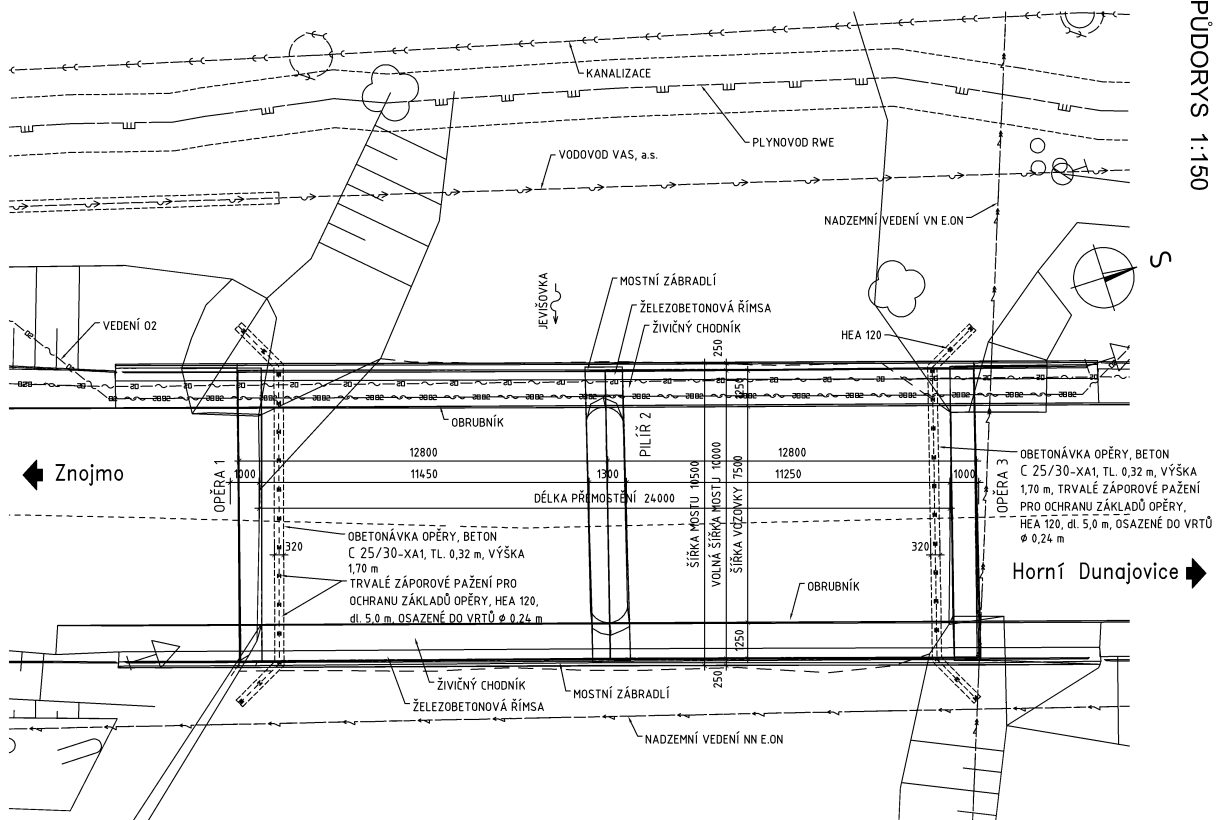 PŮDORYS 1:150
KANALIZACE
PLYNOVOD RWE
VODOVOD VAS, a.s.
NADZEMNÍ VEDENÍ VN E.ON
S
JEVIŠOVKA
MOSTNÍ ZÁBRADLÍ
ŽELEZOBETONOVÁ ŘÍMSA
ŽIVIČNÝ CHODNÍK
VEDENÍ O2
HEA 120
250
1250
OBRUBNÍK
PILÍŘ 2
12800
12800
Znojmo
OPĚRA 1
1000
11450
1300
11250
1000
OPĚRA 3
DÉLKA PŘEMOSTĚNÍ 24000
ŠÍŘKA MOSTU 10500
VOLNÁ ŠÍŘKA MOSTU 10000
ŠÍŘKA VOZOVKY 7500
OBETONÁVKA OPĚRY, BETON
C 25/30-XA1, TL. 0,32 m, VÝŠKA
1,70 m, TRVALÉ ZÁPOROVÉ PAŽENÍ
PRO OCHRANU ZÁKLADŮ OPĚRY,
HEA 120, dl. 5,0 m, OSAZENÉ DO VRTŮ
Ø 0,24 m
Horní Dunajovice
320
320
OBETONÁVKA OPĚRY, BETON
C 25/30-XA1, TL. 0,32 m, VÝŠKA
1,70 m
TRVALÉ ZÁPOROVÉ PAŽENÍ PRO
OCHRANU ZÁKLADŮ OPĚRY, HEA 120,
dl. 5,0 m, OSAZENÉ DO VRTŮ Ø 0,24 m
OBRUBNÍK
1250
250
ŽIVIČNÝ CHODNÍK
ŽELEZOBETONOVÁ ŘÍMSA
MOSTNÍ ZÁBRADLÍ
NADZEMNÍ VEDENÍ NN E.ON